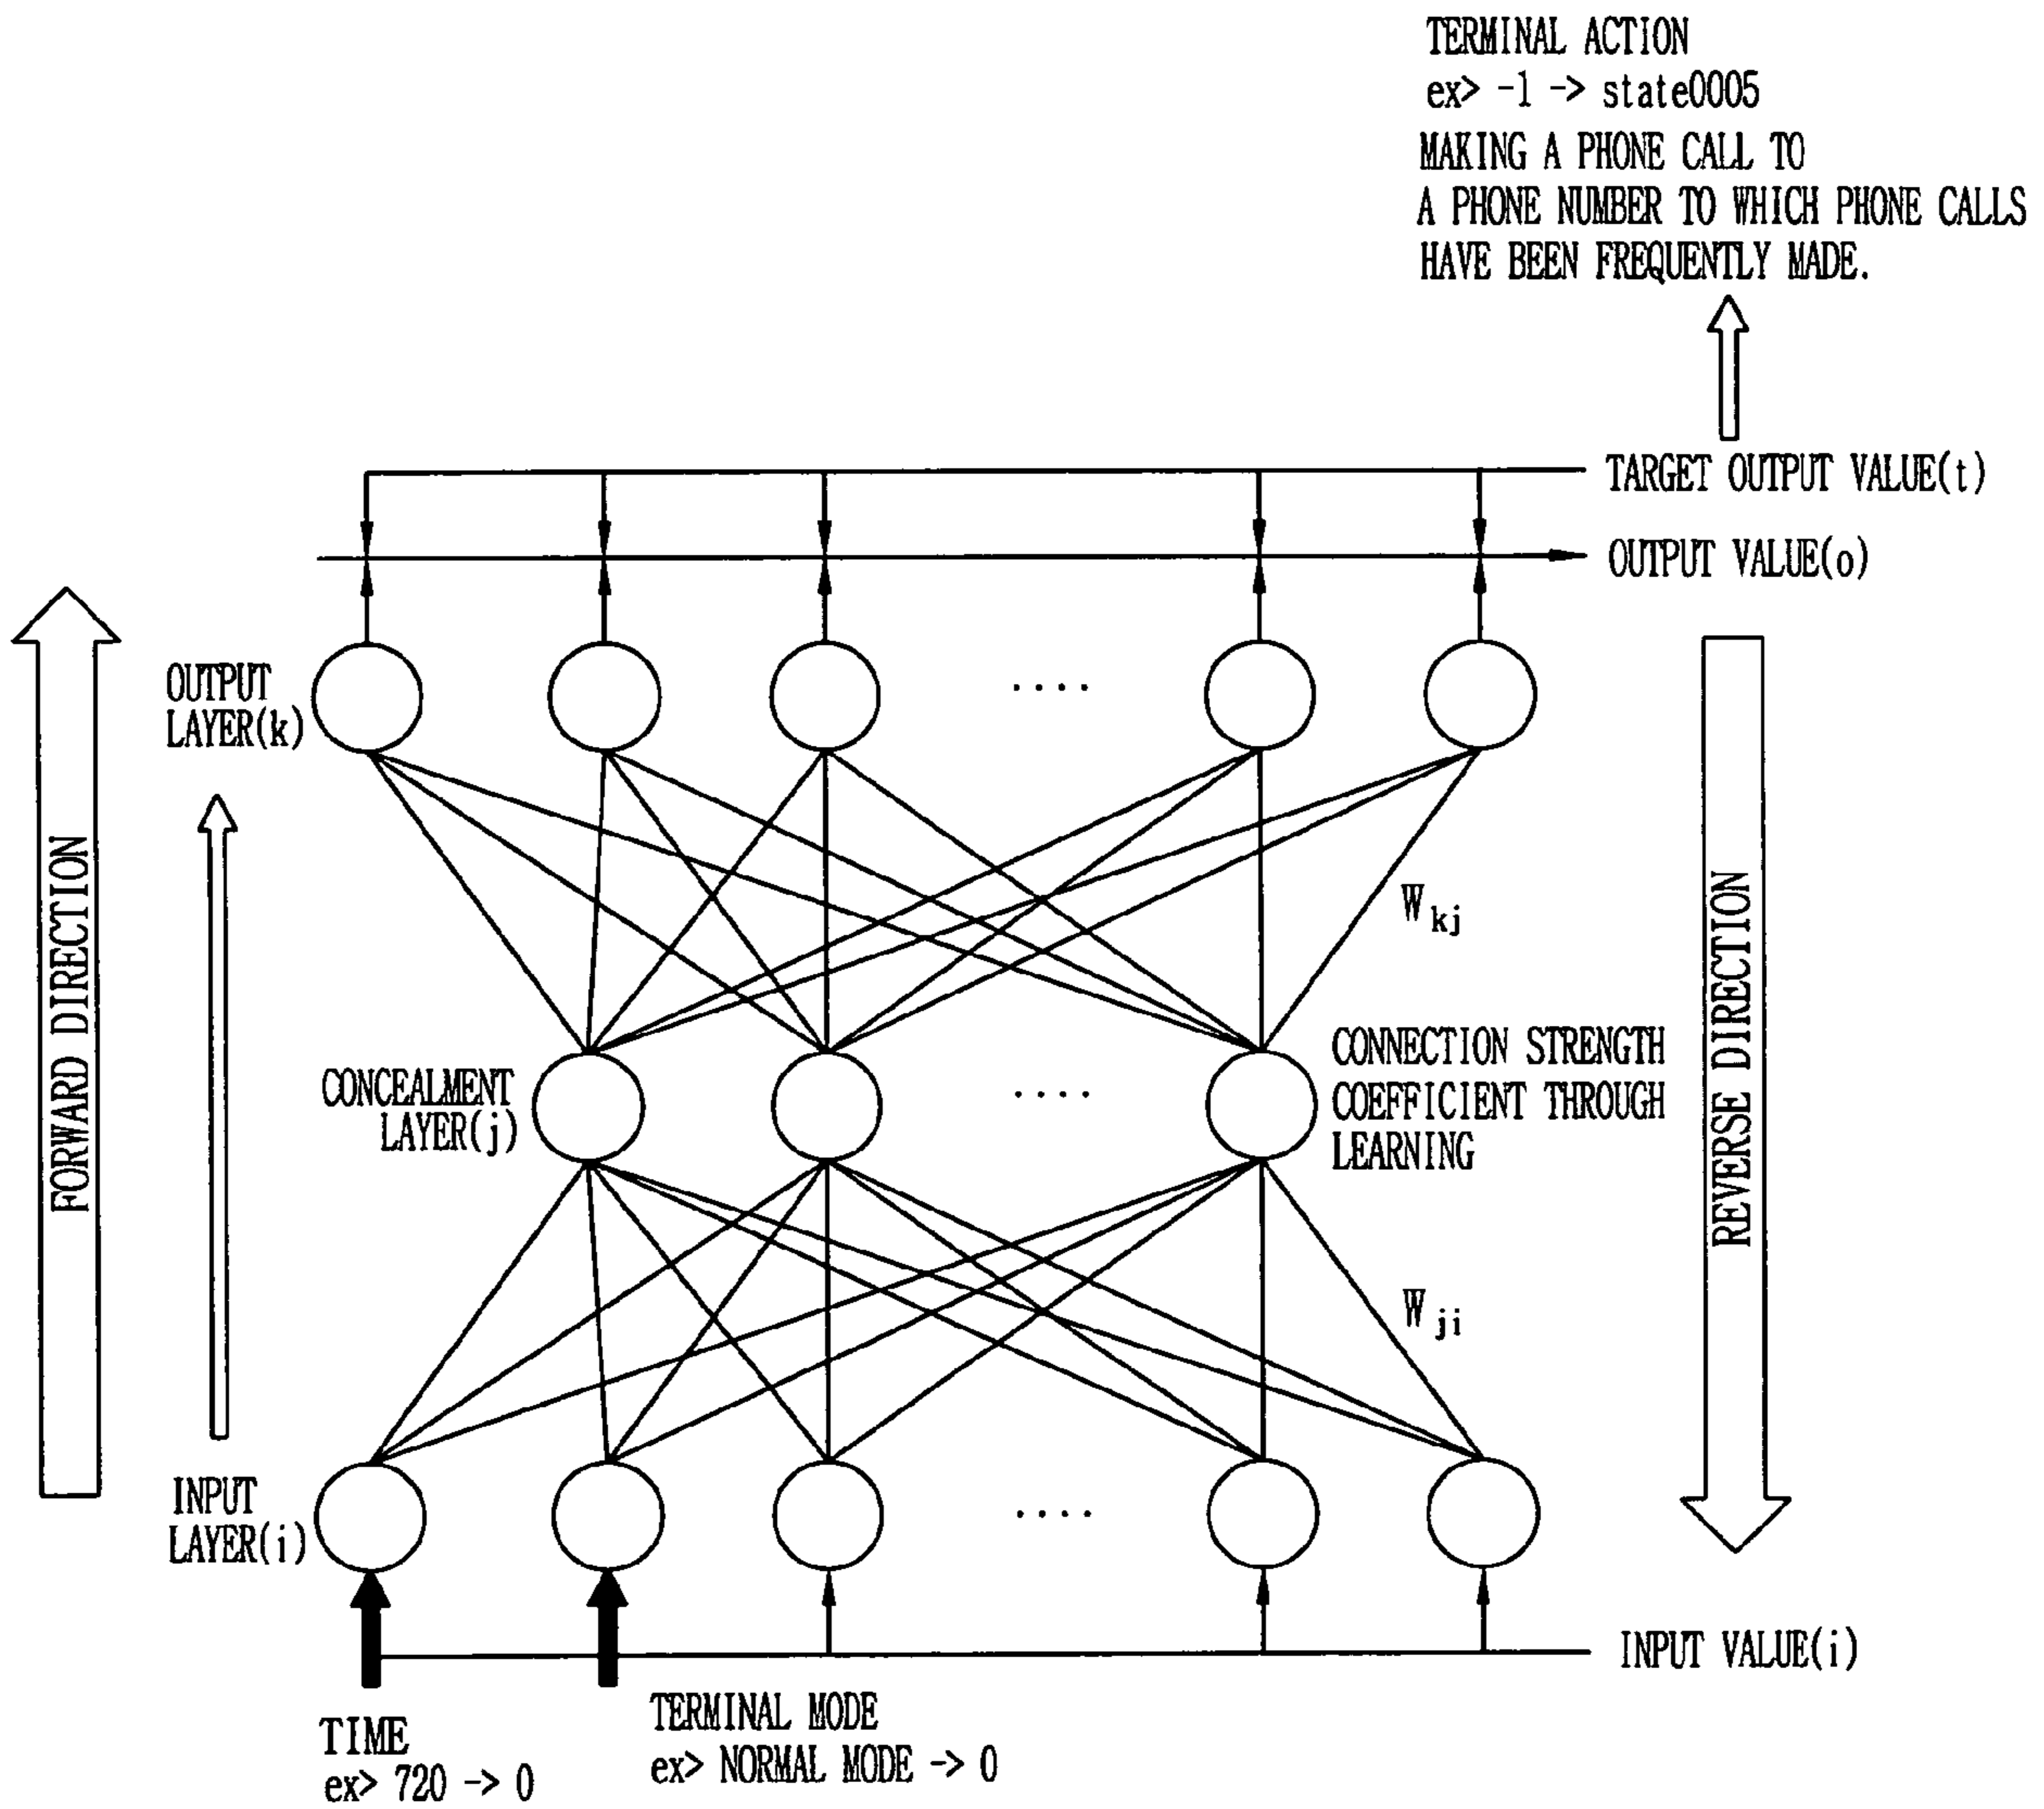 TERMINAL ACTION
ex> -1 -> state0005
MAKING A PHONE CALL TO
A PHONE NUMBER TO WHICH PHONE CALLS
HAVE BEEN FREQUENTLY MADE.
TARGET OUTPUT VALUE(t)
OUTPUT VALUE(o)
OUTPUT
LAYER(k)
FORWARD DIRECTION
Wkj
REVERSE DIRECTION
CONCEALMENT
LAYER(j)
CONNECTION STRENGTH
COEFFICIENT THROUGH
LEARNING
Wji
INPUT
LAYER(i)
INPUT VALUE(i)
TIME
ex> 720 -> 0
TERMINAL MODE
ex> NORMAL MODE -> 0